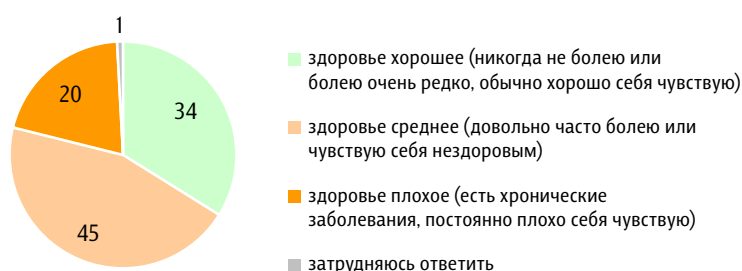 1
34
20
45
здоровье хорошее (никогда не болею или
болею очень редко, обычно хорошо себя чувствую)
здоровье среднее (довольно часто болею или
чувствую себя нездоровым)
здоровье плохое (есть хронические
заболевания, постоянно плохо себя чувствую)
затрудняюсь ответить